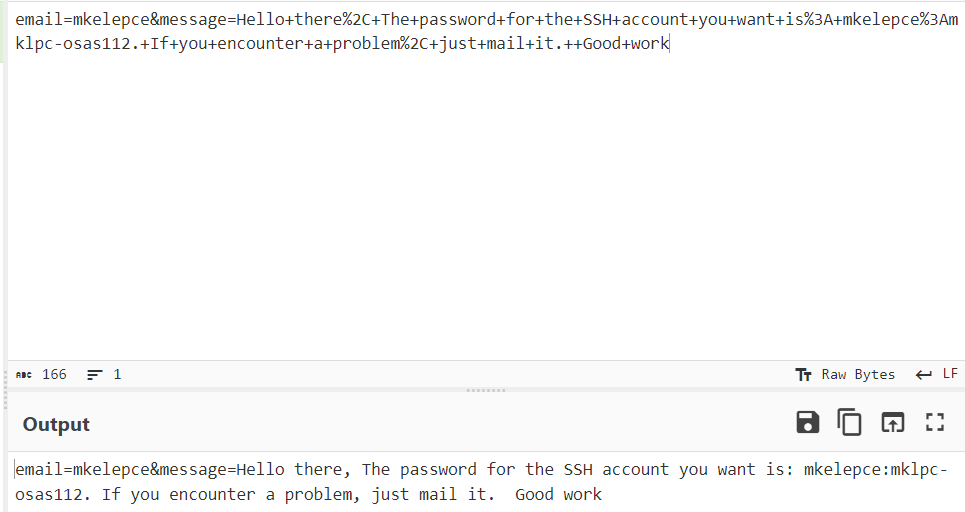 email=mkelepce&message=Hello+there%2C+The+password+for+the+SSH+account+you+want+is%3A+mkelepce%3Am
klpc-osas112.+If+you+encounter+a+problem%2C+just+mail+it.++Good+work
ABC 166 1 Tт Raw Bytes LF
Output
email=mkelepce&message=Hello there, The password for the SSH account you want is: mkelepce:mklpc-
osas112. If you encounter a problem, just mail it.  Good work